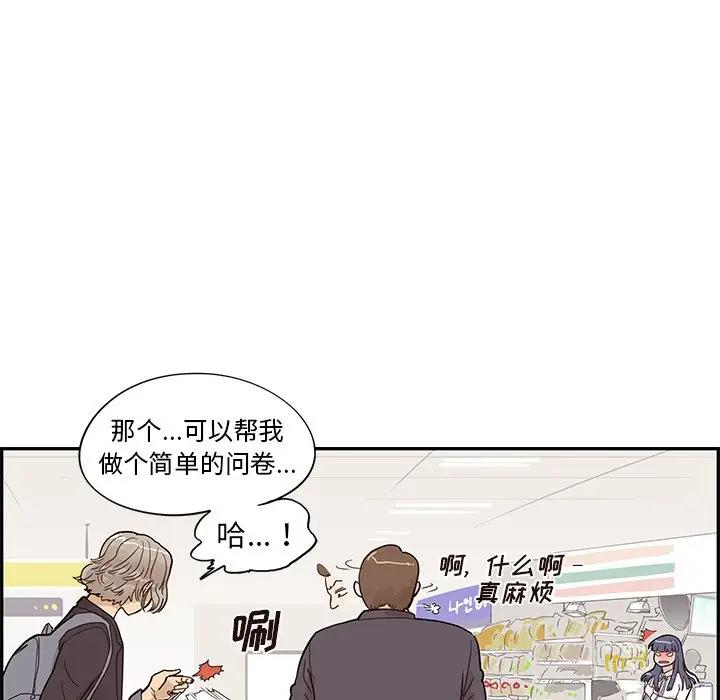 那个...可以帮我
做个简单的问卷...
哈...！
啊, 什么啊-
真麻烦
唰